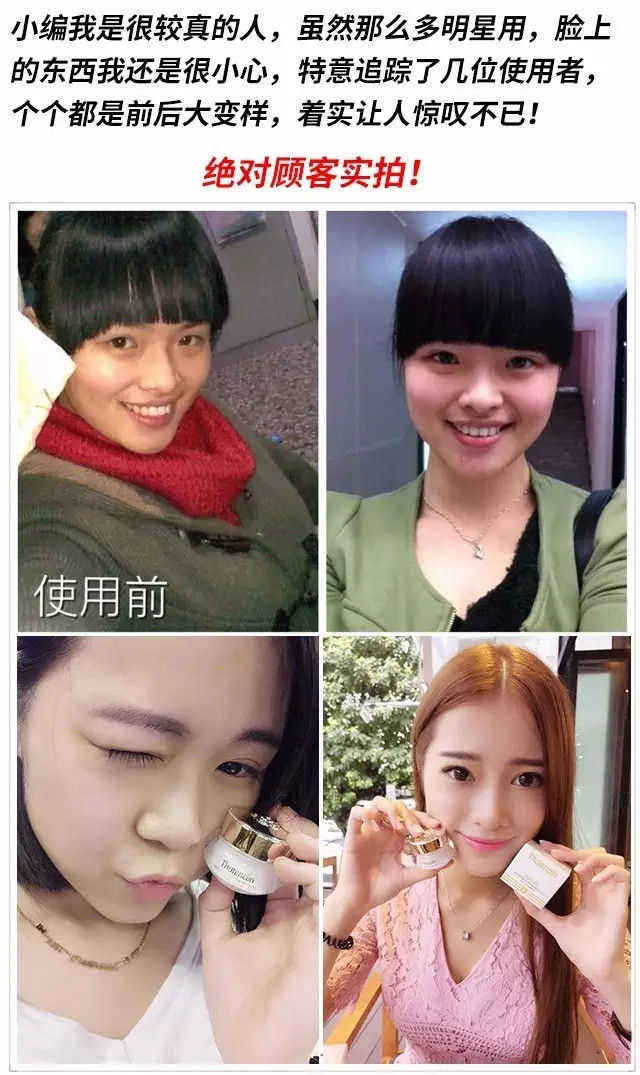 小编我是很较真的人，虽然那么多明星用，脸上
的东西我还是很小心，特意追踪了几位使用者，
个个都是前后大变样，着实让人惊叹不已！
绝对顾客实拍！
使用前